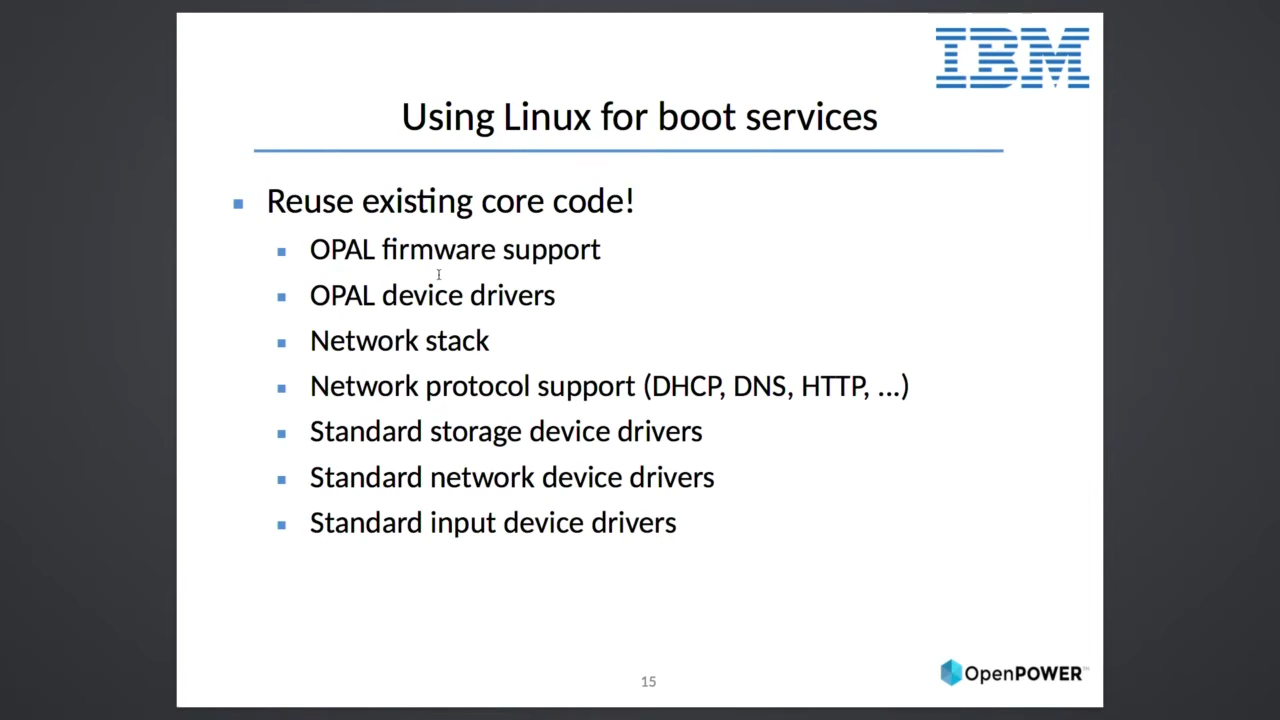 IBM
Using Linux for boot services
Reuse existing core code!
OPAL firmware support
OPAL device drivers
Network stack
Network protocol support (DHCP, DNS, HTTP, ...)
Standard storage device drivers
Standard network device drivers
Standard input device drivers
15
OpenPOWER™